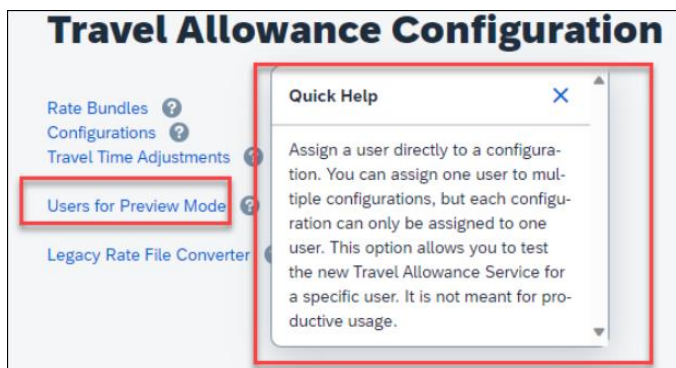 Travel Allowance Configuration
Rate Bundles ?
Configurations ?
Travel Time Adjustments ?
Users for Preview Mode ?
Legacy Rate File Converter
Quick Help
Assign a user directly to a configura-
tion. You can assign one user to mul-
tiple configurations, but each configu-
ration can only be assigned to one
user. This option allows you to test
the new Travel Allowance Service for
a specific user. It is not meant for pro-
ductive usage.